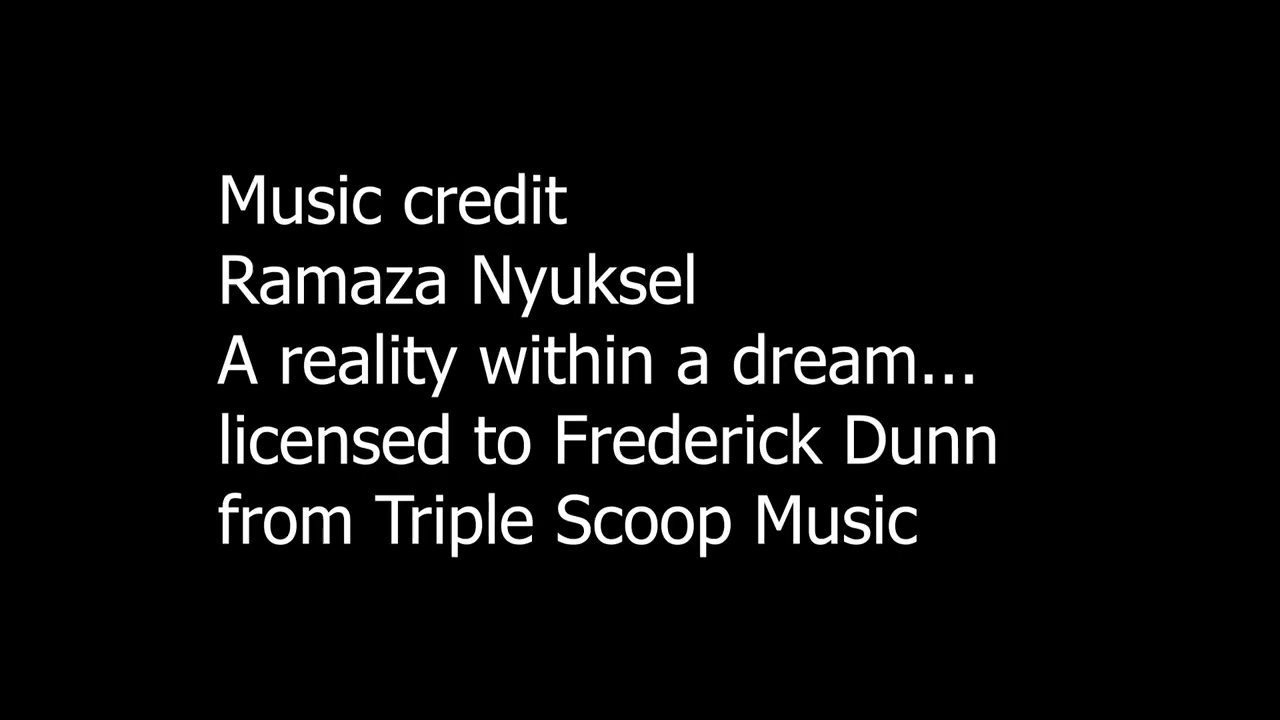 Music credit
Ramaza Nyuksel
A reality within a dream...
licensed to Frederick Dunn
from Triple Scoop Music